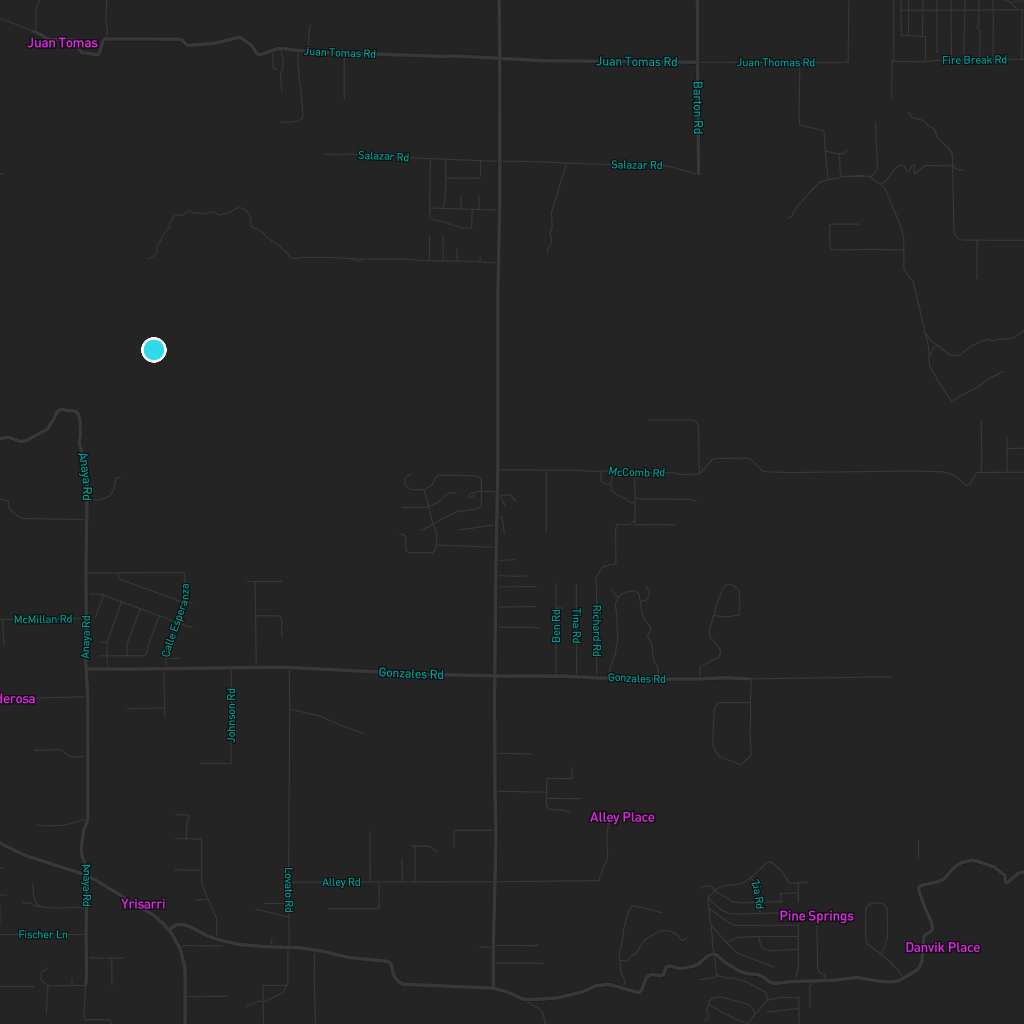 Juan Tomas
Juan Tomas Rd
Juan Tomas Rd
Juan Thomas Rd
Fire Break Rd
Barton Rd
Salazar Rd
Salazar Rd
Anaya Rd
McComb Rd
McMillan Rd
Anaya Rd
Calle Esperanza
Ben Rd
Tina Rd
Richard Rd
Gonzales Rd
Gonzales Rd
derosa
Johnson Rd
Alley Place
Anaya Rd
Lovato Rd
Alley Rd
Zia Rd
Yrisarri
Pine Springs
Fischer Ln
Danvik Place